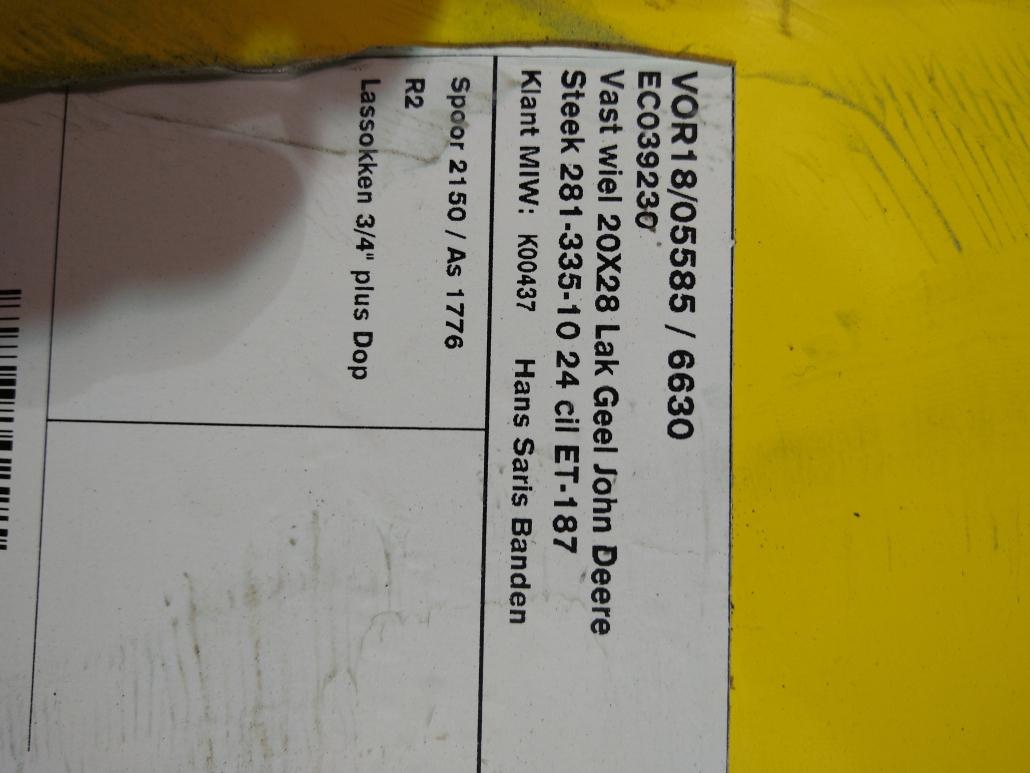 VOR18/05585 / 6630
ECO39230
Vast wiel 20X28 Lak Geel John Deere
Steek 281-335-10 24 cil ET-187
Klant MIW: K00437 Hans Saris Banden
Spoor 2150 / As 1776
R2
Lassokken 3/4" plus Dop